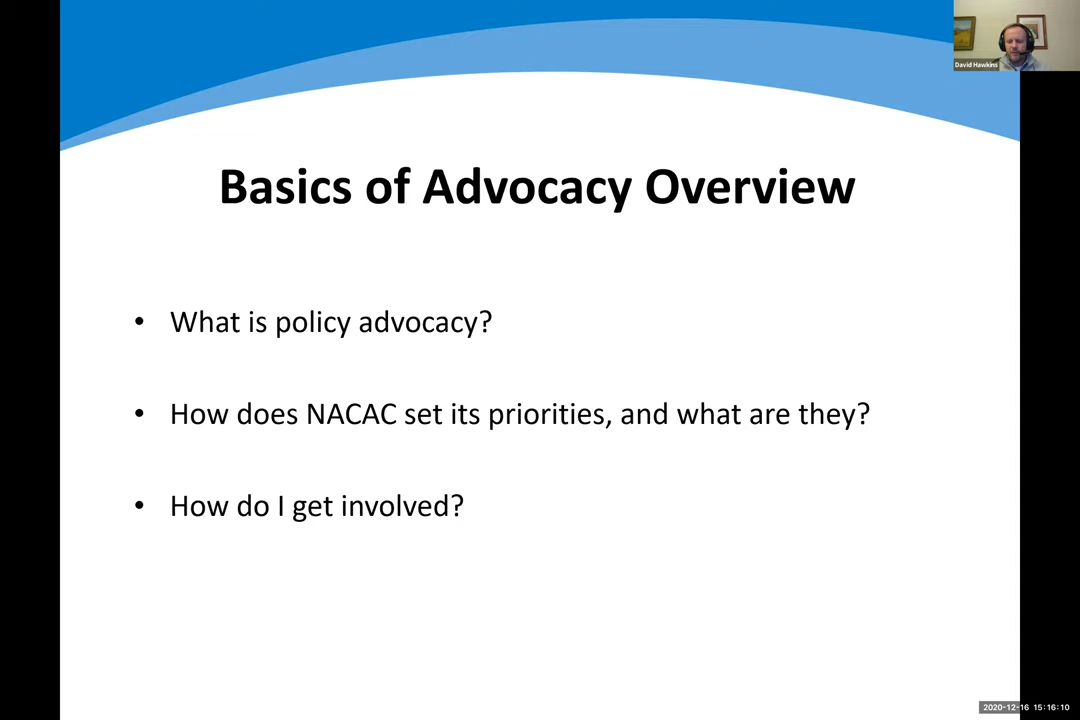 David Hawkins
Basics of Advocacy Overview
• What is policy advocacy?
• How does NACAC set its priorities, and what are they?
• How do I get involved?
2020-12-16 15:16:10